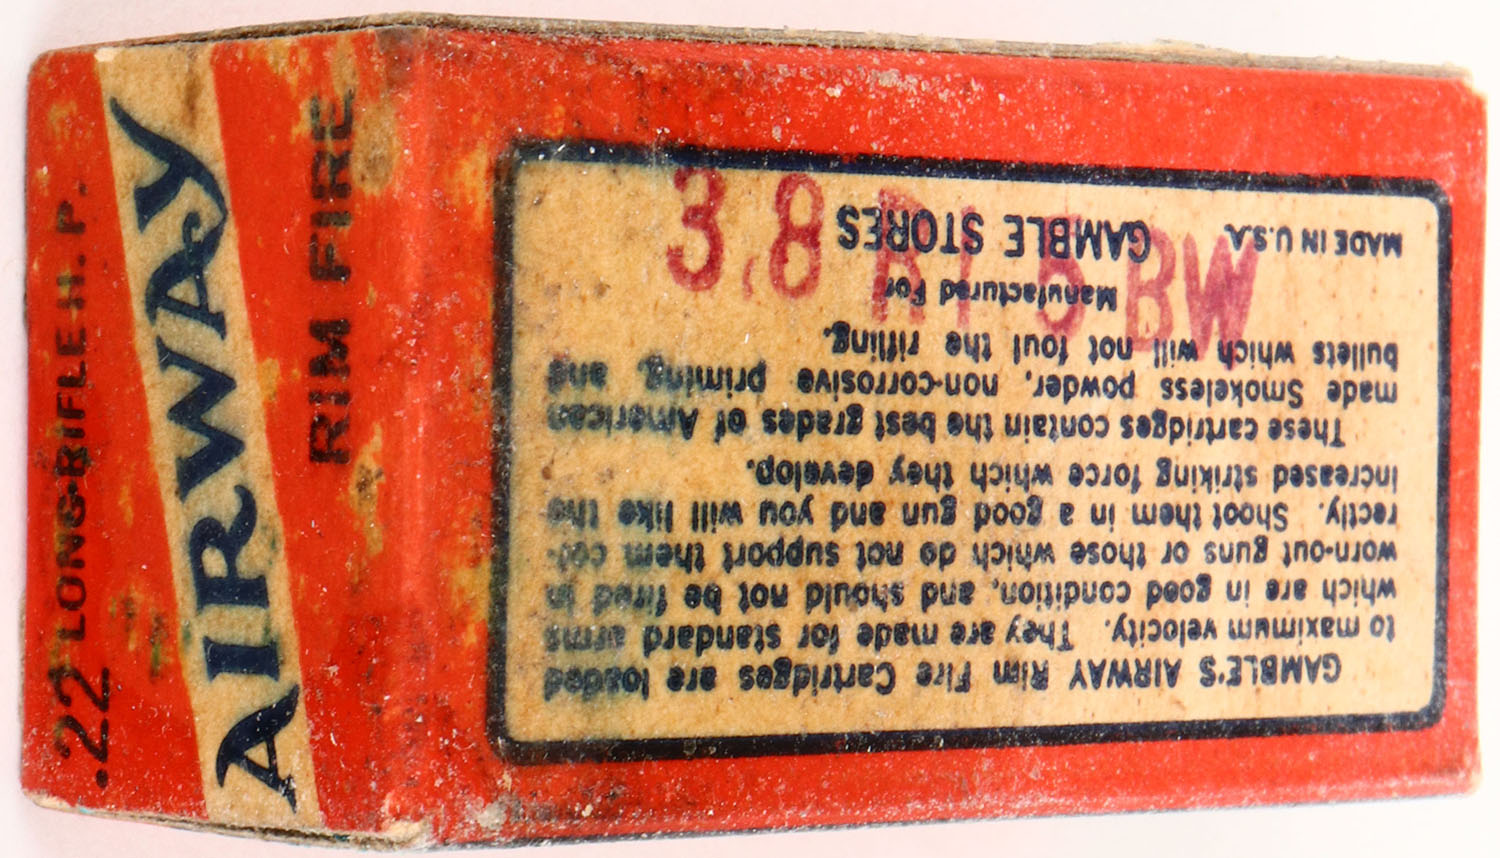 .22 LONG RIFLE H. P.
AIRWAY
RIM FIRE
GAMBLE'S AIRWAY Rim Fire Cartridges are loaded
to maximum velocity. They are made for standard arms
which are in good condition, and should not be fired in
worn-out guns or those which do not support them cor-
rectly. Shoot them in a good gun and you will like the
increased striking force which they develop.
These cartridges contain the best grades of American
made Smokeless powder, non-corrosive priming, and
bullets which will not foul the rifling.
Manufactured For
GAMBLE STORES
MADE IN U.S.A.
3.8 BW